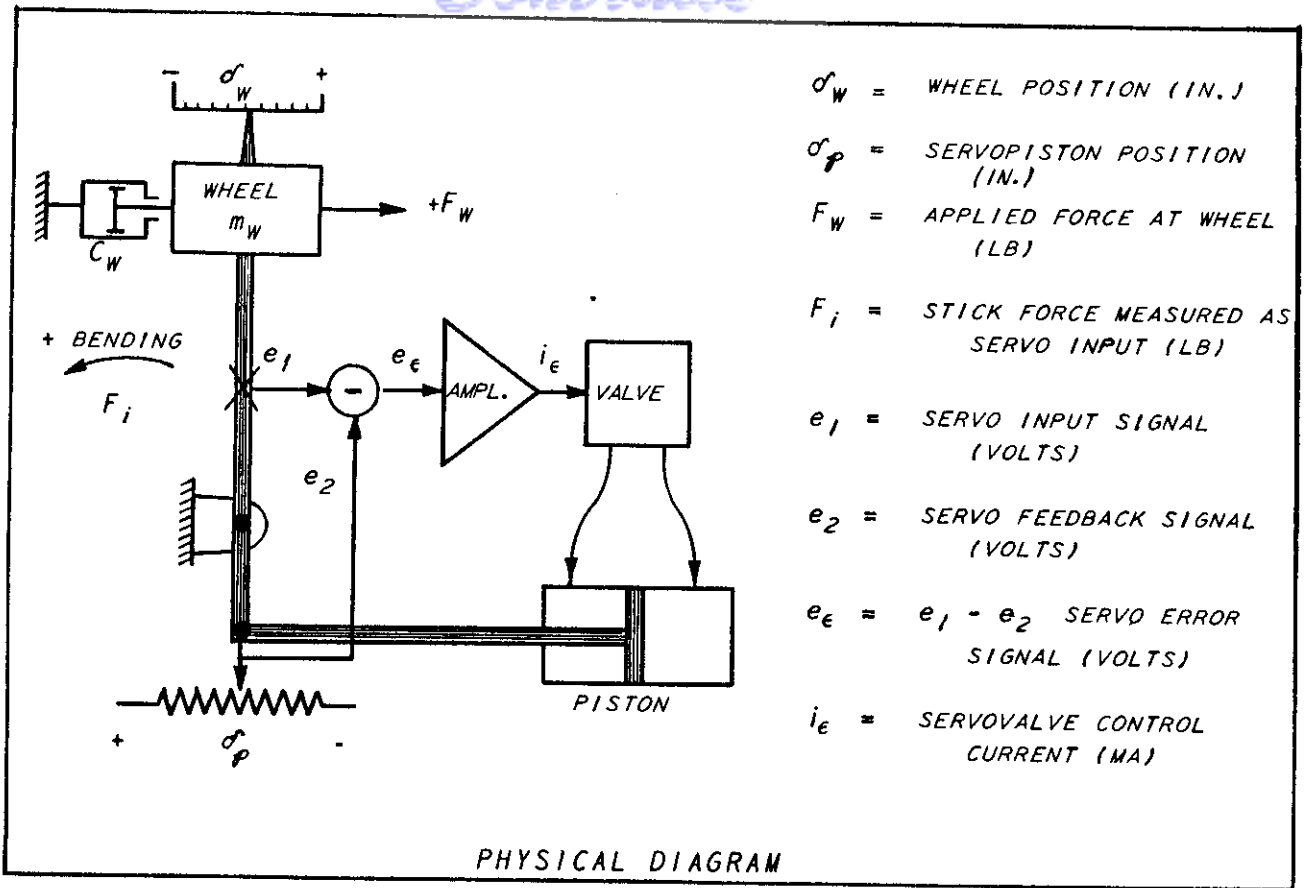 - δW +
WHEEL
mW
+FW
CW
+ BENDING
Fi
e1
eϵ
AMPL.
iϵ
VALVE
e2
PISTON
+ δp -
δW = WHEEL POSITION (IN.)
δp = SERVOPISTON POSITION
(IN.)
FW = APPLIED FORCE AT WHEEL
(LB)
Fi = STICK FORCE MEASURED AS
SERVO INPUT (LB)
e1 = SERVO INPUT SIGNAL
(VOLTS)
e2 = SERVO FEEDBACK SIGNAL
(VOLTS)
eϵ = e1 - e2 SERVO ERROR
SIGNAL (VOLTS)
iϵ = SERVOVALVE CONTROL
CURRENT (MA)
PHYSICAL DIAGRAM